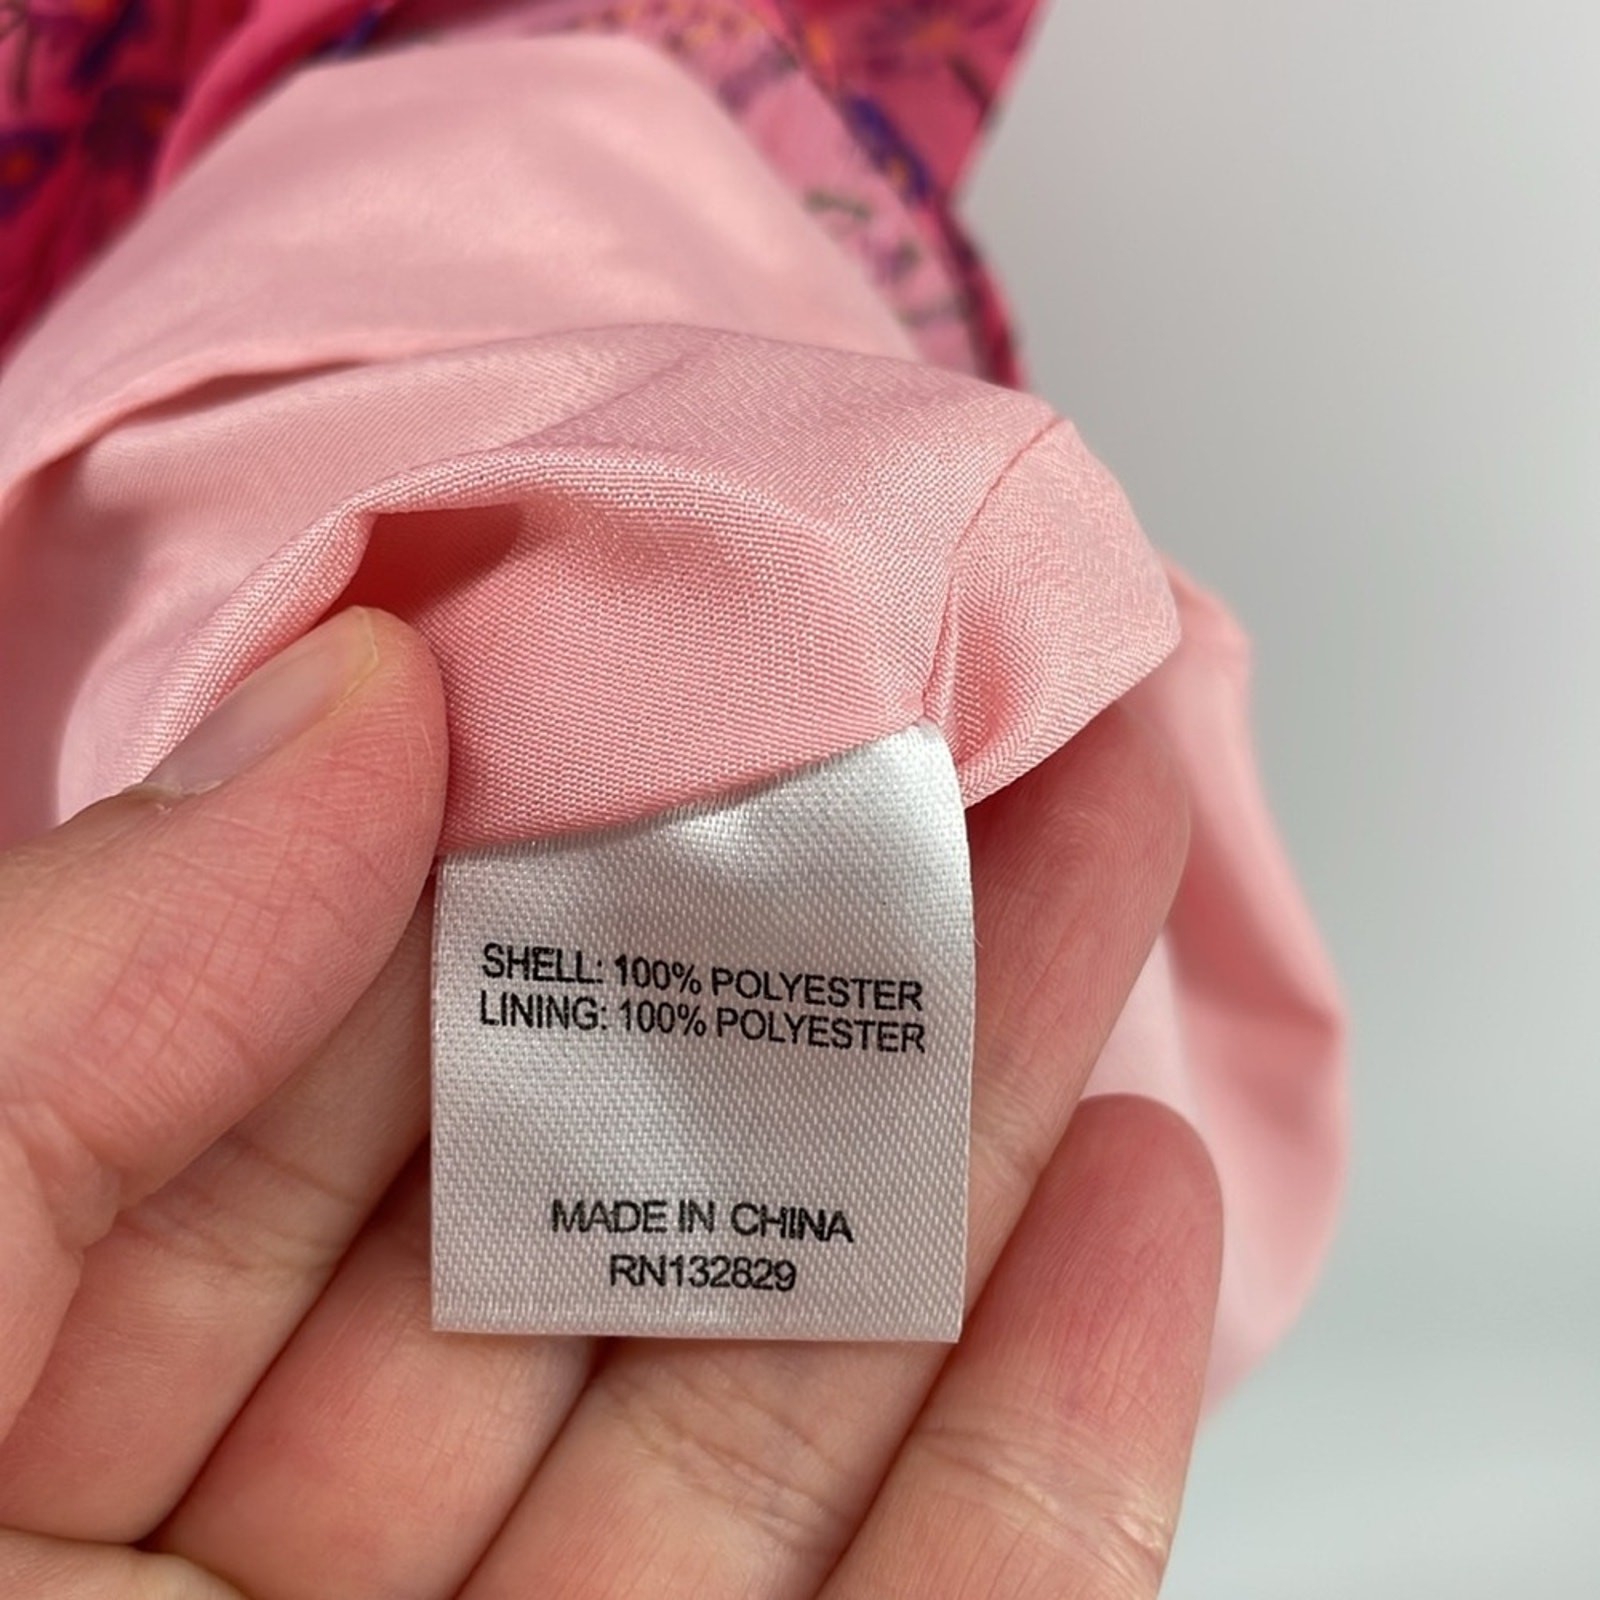 SHELL: 100% POLYESTER
LINING: 100% POLYESTER
MADE IN CHINA
RN132829